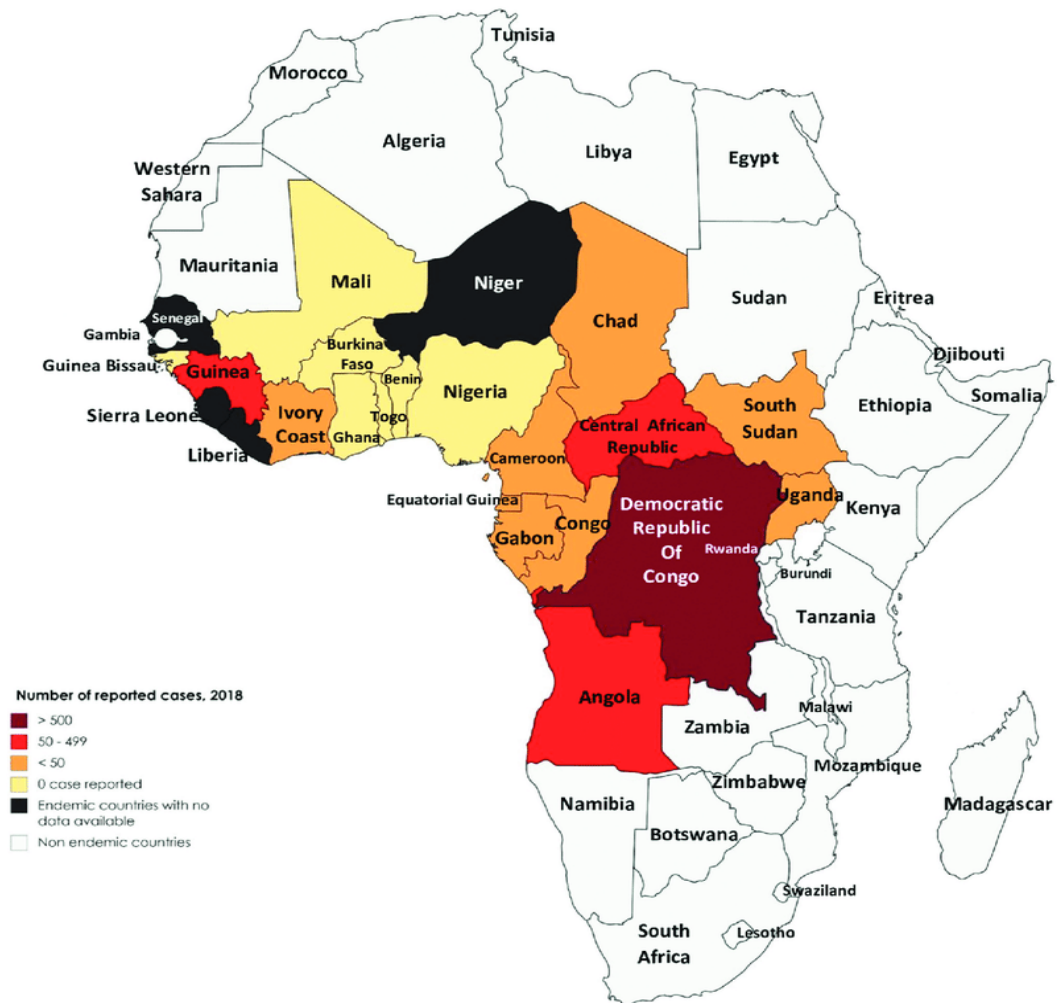 Tunisia
Morocco
Algeria
Libya
Egypt
Western
Sahara
Mauritania
Mali
Niger
Chad
Sudan
Eritrea
Senegal
Gambia
Guinea Bissau
Guinea
Burkina
Faso
Benin
Nigeria
Djibouti
Somalia
Ethiopia
Sierra Leone
Ivory
Coast
Togo
Ghana
South
Sudan
Central African
Republic
Liberia
Cameroon
Equatorial Guinea
Uganda
Kenya
Democratic
Republic
Of
Congo
Congo
Gabon
Rwanda
Burundi
Tanzania
Number of reported cases, 2018
> 500
50 - 499
< 50
0 case reported
Endemic countries with no
data available
Non endemic countries
Angola
Zambia
Malawi
Mozambique
Zimbabwe
Namibia
Botswana
Madagascar
Swaziland
Lesotho
South
Africa